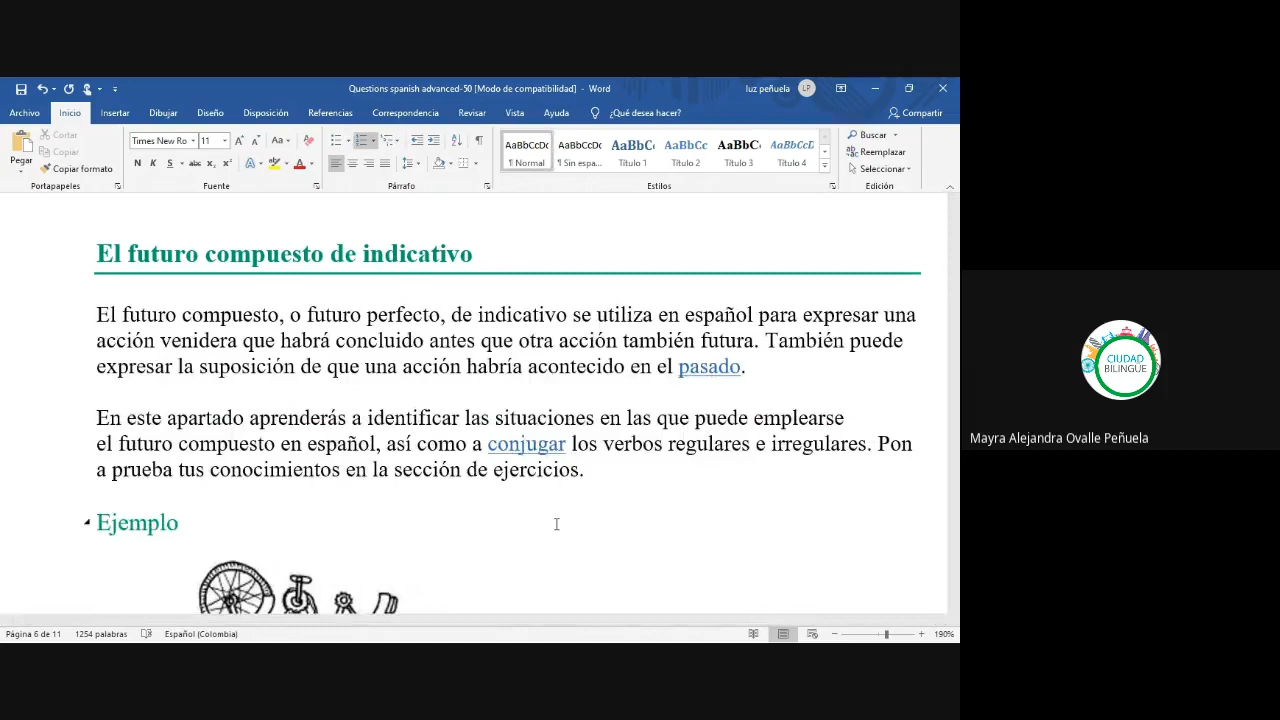 Questions spanish advanced-50 [Modo de compatibilidad] - Word
luz peñuela
LP
Archivo Inicio Insertar Dibujar Diseño Disposición Referencias Correspondencia Revisar Vista Ayuda ¿Qué desea hacer? Compartir
Pegar
Cortar
Copiar
Copiar formato
Portapapeles
Times New Ro 11
N K S abc x₂ x²
Fuente
Párrafo
AaBbCcDc AaBbCcDc AaBbC AaBbCc AaBbC AaBbCcD
¶ Normal ¶ Sin espa... Título 1 Título 2 Título 3 Título 4
Estilos
Buscar
Reemplazar
Seleccionar
Edición
El futuro compuesto de indicativo
El futuro compuesto, o futuro perfecto, de indicativo se utiliza en español para expresar una
acción venidera que habrá concluido antes que otra acción también futura. También puede
expresar la suposición de que una acción habría acontecido en el pasado.
En este apartado aprenderás a identificar las situaciones en las que puede emplearse
el futuro compuesto en español, así como a conjugar los verbos regulares e irregulares. Pon
a prueba tus conocimientos en la sección de ejercicios.
Ejemplo
Página 6 de 11 1254 palabras Español (Colombia) 190%
CIUDAD
BILINGÜE
Mayra Alejandra Ovalle Peñuela